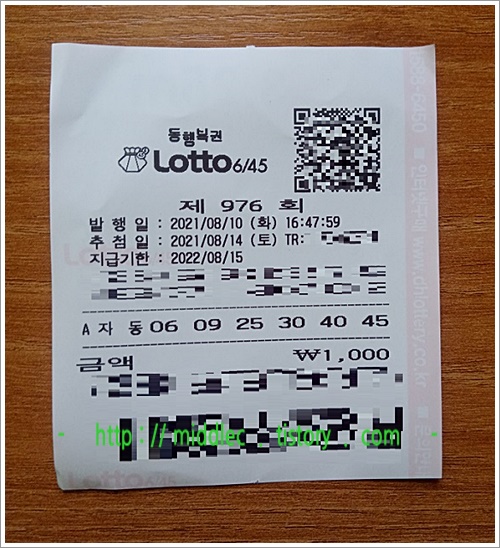 동행복권
Lotto 6/45
제 976 회
발 행 일 : 2021/08/10 (화) 16:47:59
추 첨 일 : 2021/08/14 (토) TR:
지급기한 : 2022/08/15
A 자 동 06 09 25 30 40 45
금액 ₩1,000
- http://middlec.tistory.com -